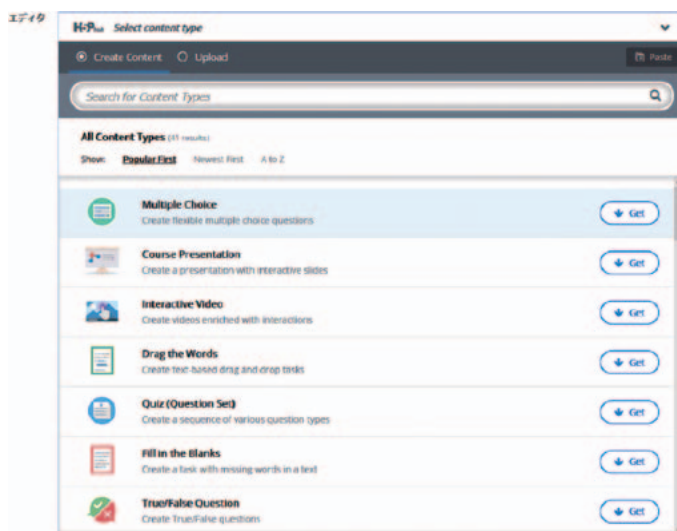 エディタ
H5P Hub Select content type
Create Content Upload Paste
Search for Content Types
All Content Types (41 results)
Show: Popular First Newest First A to Z
Multiple Choice
Create flexible multiple choice questions
Get
Course Presentation
Create a presentation with interactive slides
Get
Interactive Video
Create videos enriched with interactions
Get
Drag the Words
Create text-based drag and drop tasks
Get
Quiz (Question Set)
Create a sequence of various question types
Get
Fill in the Blanks
Create a task with missing words in a text
Get
True/False Question
Create True/False questions
Get